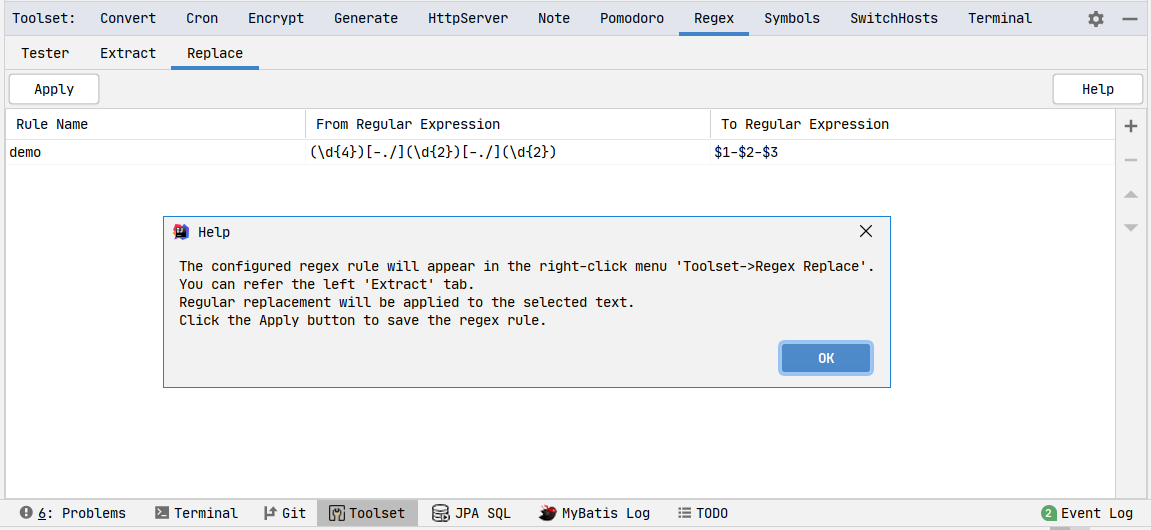 Toolset: Convert Cron Encrypt Generate HttpServer Note Pomodoro Regex Symbols SwitchHosts Terminal
Tester Extract Replace
Apply Help
Rule Name From Regular Expression To Regular Expression
demo (\d{4})[-./](\d{2})[-./](\d{2}) $1-$2-$3
Help
The configured regex rule will appear in the right-click menu 'Toolset->Regex Replace'.
You can refer the left 'Extract' tab.
Regular replacement will be applied to the selected text.
Click the Apply button to save the regex rule.
OK
6: Problems Terminal Git Toolset JPA SQL MyBatis Log TODO 2 Event Log